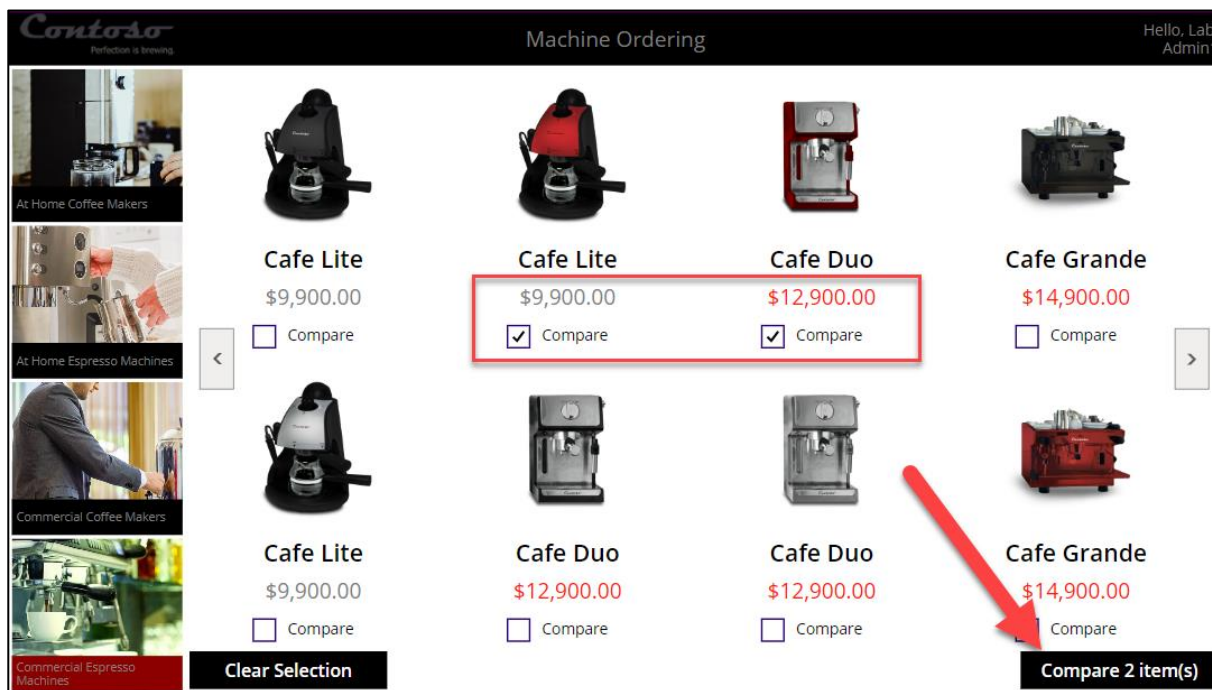 Contoso
Perfection is brewing.
Machine Ordering
Hello, Lab
Admin1
At Home Coffee Makers
At Home Espresso Machines
Commercial Coffee Makers
Commercial Espresso
Machines
<
Cafe Lite
Cafe Lite
Cafe Duo
Cafe Grande
$9,900.00
$9,900.00
$12,900.00
$14,900.00
Compare
Compare
Compare
Compare
>
Cafe Lite
Cafe Duo
Cafe Duo
Cafe Grande
$9,900.00
$12,900.00
$12,900.00
$14,900.00
Compare
Compare
Compare
Compare
Clear Selection
Compare 2 item(s)